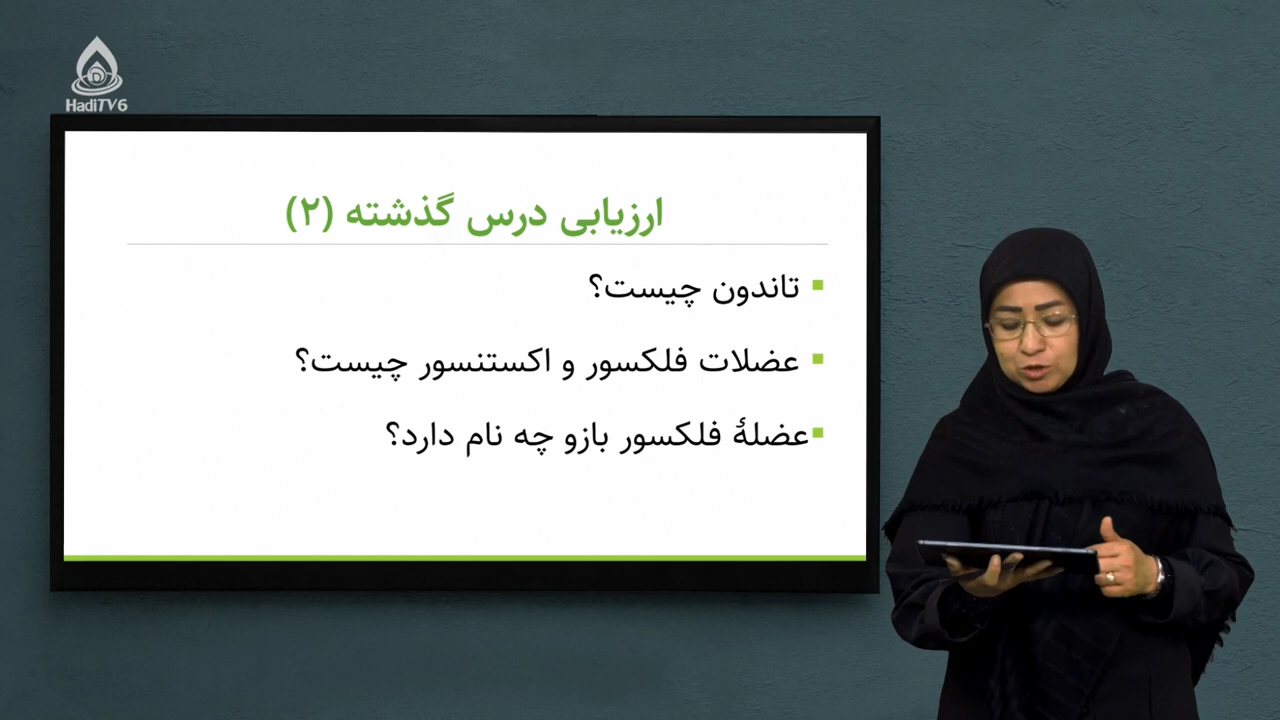 HadiTV6
ارزیابی درس گذشته (۲)
تاندون چیست؟
عضلات فلکسور و اکستنسور چیست؟
عضلهٔ فلکسور بازو چه نام دارد؟